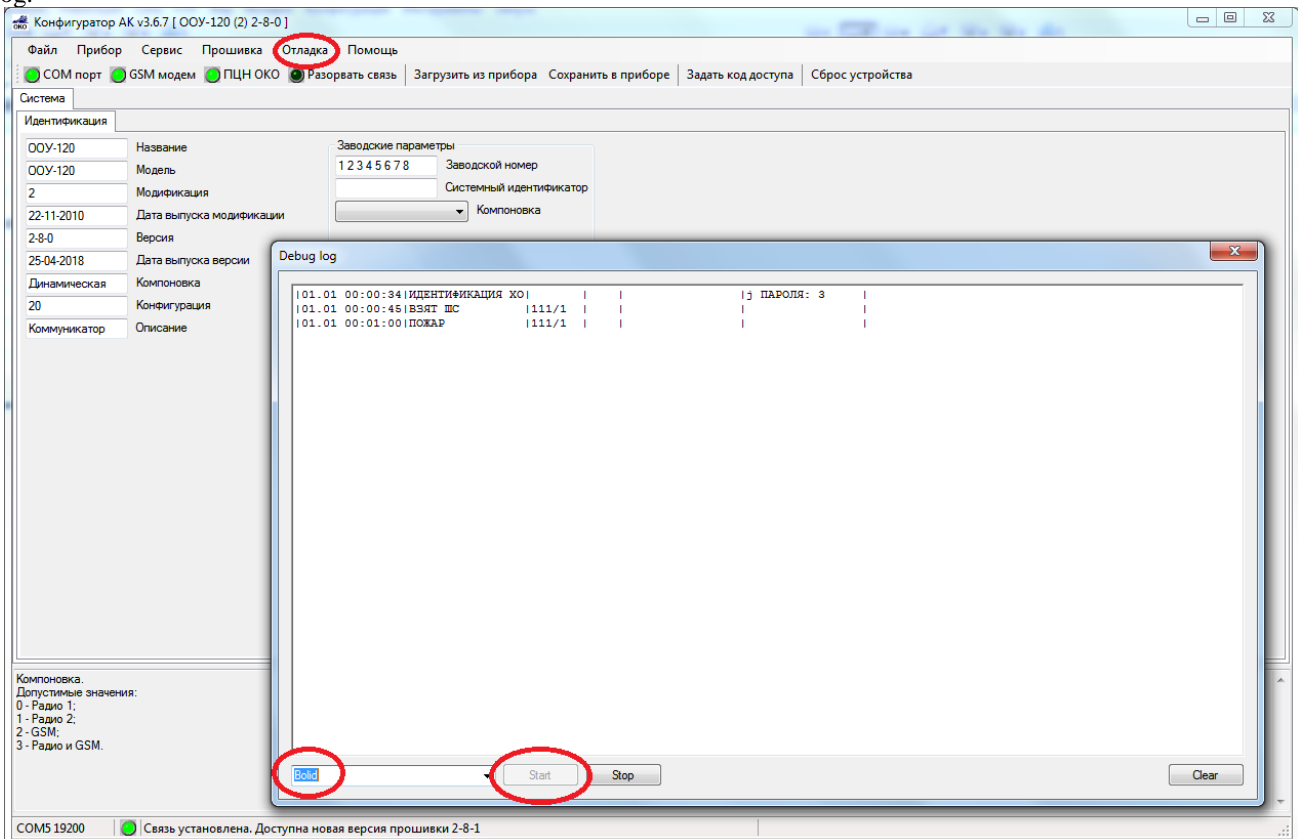 og.
Конфигуратор АК v3.6.7 [ ООУ-120 (2) 2-8-0 ]
Файл Прибор Сервис Прошивка Отладка Помощь
COM порт GSM модем ПЦН ОКО Разорвать связь Загрузить из прибора Сохранить в приборе Задать код доступа Сброс устройства
Система
Идентификация
ООУ-120 Название
ООУ-120 Модель
2 Модификация
22-11-2010 Дата выпуска модификации
2-8-0 Версия
25-04-2018 Дата выпуска версии
Динамическая Компоновка
20 Конфигурация
Коммуникатор Описание
Заводские параметры
12345678 Заводской номер
Системный идентификатор
Компоновка
Debug log
|01.01 00:00:34|ИДЕНТИФИКАЦИЯ ХО| | | |j ПАРОЛЯ: 3 |
|01.01 00:00:45|ВЗЯТ ШС |111/1 | | | |
|01.01 00:01:00|ПОЖАР |111/1 | | | |
Bolid Start Stop Clear
Компоновка.
Допустимые значения:
0 - Радио 1;
1 - Радио 2;
2 - GSM;
3 - Радио и GSM.
COM5 19200 Связь установлена. Доступна новая версия прошивки 2-8-1